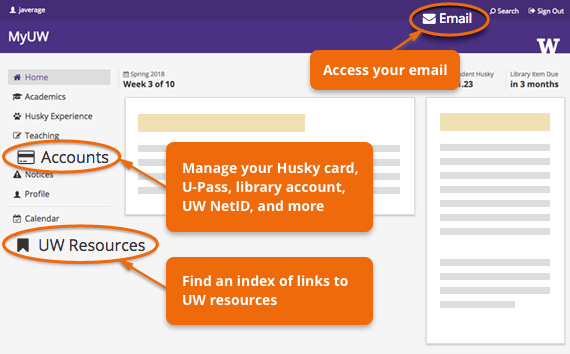 javerage
Email
Search
Sign Out
MyUW
W
Access your email
Home
Spring 2018
Week 3 of 10
dent Husky
1.23
Library Item Due
in 3 months
Academics
Husky Experience
Teaching
Accounts
Manage your Husky card,
U-Pass, library account,
UW NetID, and more
Notices
Profile
Calendar
UW Resources
Find an index of links to
UW resources